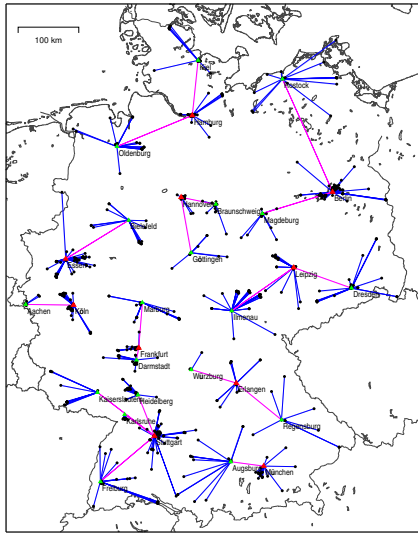 100 km
Kiel
Rostock
Hamburg
Oldenburg
Berlin
Hannover
Braunschweig
Magdeburg
Bielefeld
Göttingen
Essen
Leipzig
Dresden
Aachen
Köln
Marburg
Ilmenau
Frankfurt
Darmstadt
Würzburg
Erlangen
Kaiserslautern
Heidelberg
Karlsruhe
Regensburg
Stuttgart
Augsburg
München
Freiburg